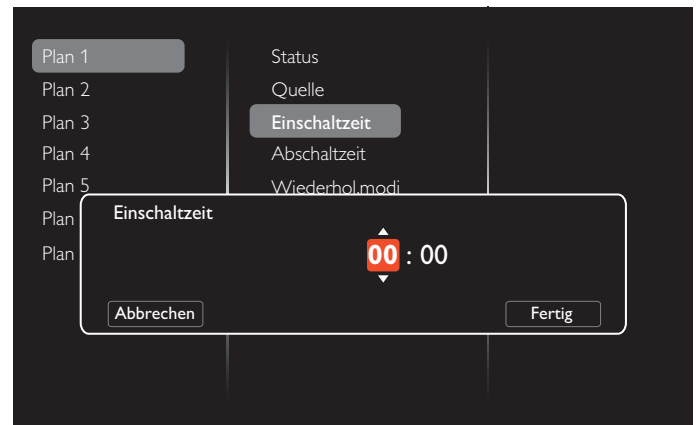 Plan 1
Plan 2
Plan 3
Plan 4
Plan 5
Plan
Plan
Status
Quelle
Einschaltzeit
Abschaltzeit
Wiederhol.modi
Einschaltzeit
00 : 00
Abbrechen
Fertig